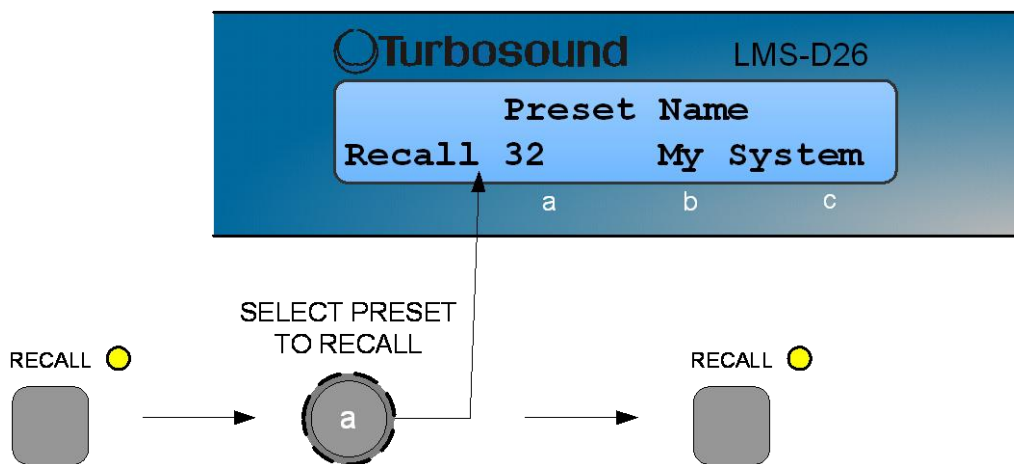 Turbosound LMS-D26
Preset Name
Recall 32 My System
a b c
SELECT PRESET
TO RECALL
RECALL
RECALL
a